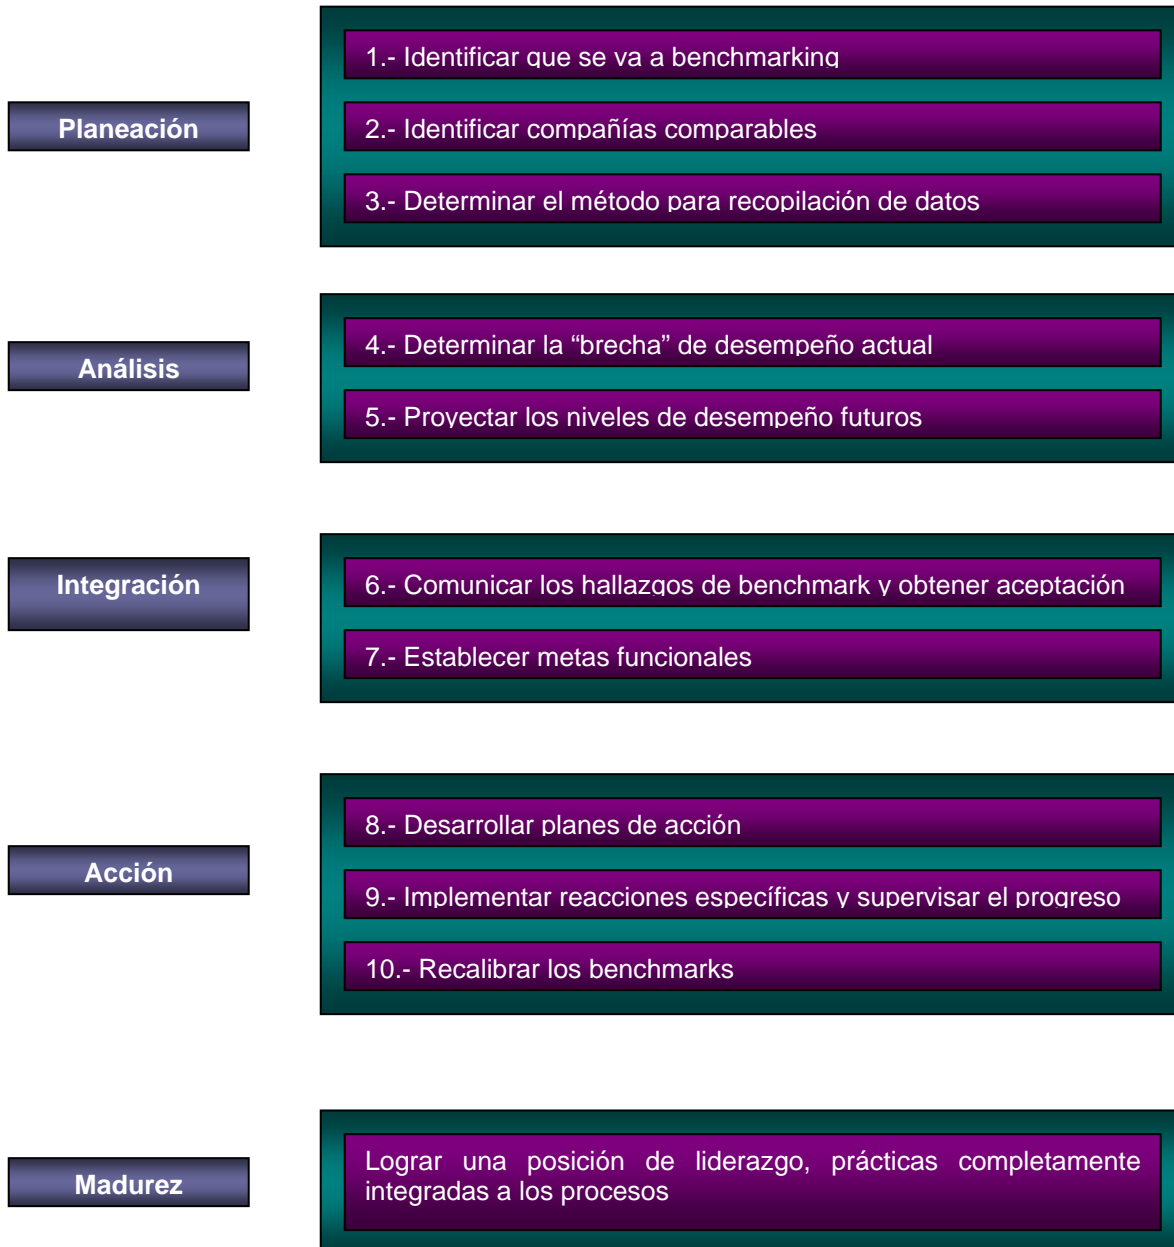 Planeación
1.- Identificar que se va a benchmarking
2.- Identificar compañías comparables
3.- Determinar el método para recopilación de datos
Análisis
4.- Determinar la “brecha” de desempeño actual
5.- Proyectar los niveles de desempeño futuros
Integración
6.- Comunicar los hallazgos de benchmark y obtener aceptación
7.- Establecer metas funcionales
Acción
8.- Desarrollar planes de acción
9.- Implementar reacciones específicas y supervisar el progreso
10.- Recalibrar los benchmarks
Madurez
Lograr una posición de liderazgo, prácticas completamente
integradas a los procesos